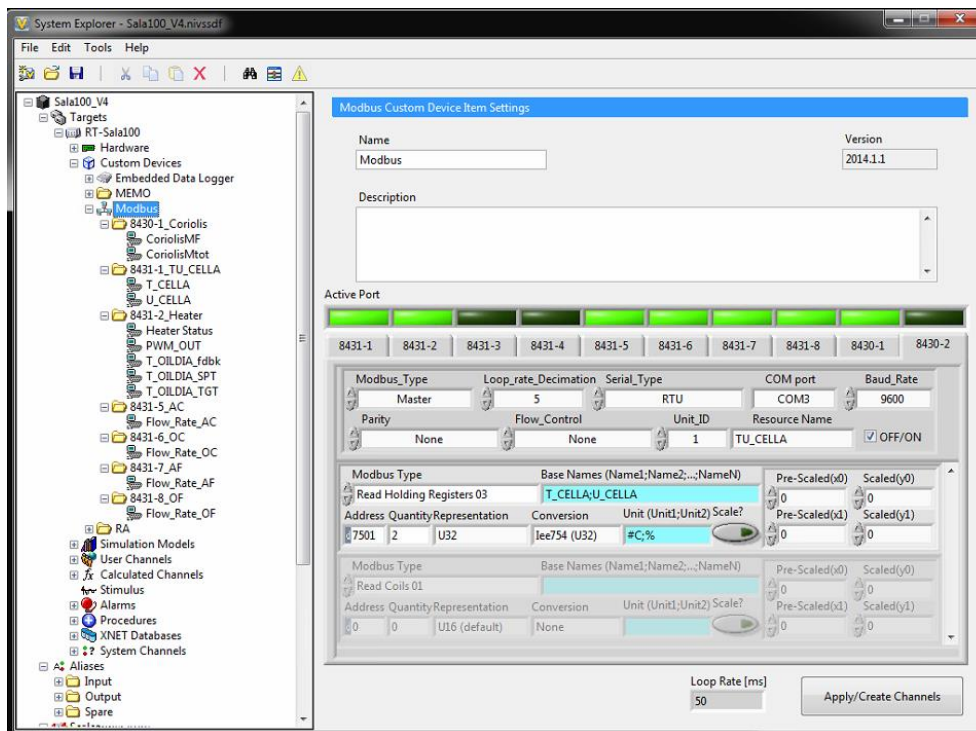 System Explorer - Sala100_V4.nivssdf
File Edit Tools Help
Sala100_V4
Targets
RT-Sala100
Hardware
Custom Devices
Embedded Data Logger
MEMO
Modbus
8430-1_Coriolis
CoriolisMF
CoriolisMtot
8431-1_TU_CELLA
T_CELLA
U_CELLA
8431-2_Heater
Heater Status
PWM_OUT
T_OILDIA_fdbk
T_OILDIA_SPT
T_OILDIA_TGT
8431-5_AC
Flow_Rate_AC
8431-6_OC
Flow_Rate_OC
8431-7_AF
Flow_Rate_AF
8431-8_OF
Flow_Rate_OF
RA
Simulation Models
User Channels
fx Calculated Channels
Stimulus
Alarms
Procedures
XNET Databases
System Channels
Aliases
Input
Output
Spare
Modbus Custom Device Item Settings
Name Version
Modbus 2014.1.1
Description
Active Port
8431-1 8431-2 8431-3 8431-4 8431-5 8431-6 8431-7 8431-8 8430-1 8430-2
Modbus_Type Loop_rate_Decimation Serial_Type COM port Baud_Rate
Master 5 RTU COM3 9600
Parity Flow_Control Unit_ID Resource Name
None None 1 TU_CELLA OFF/ON
Modbus Type Base Names (Name1;Name2;...;NameN) Pre-Scaled(x0) Scaled(y0)
Read Holding Registers 03 T_CELLA;U_CELLA 0 0
Address Quantity Representation Conversion Unit (Unit1;Unit2) Scale? Pre-Scaled(x1) Scaled(y1)
7501 2 U32 Iee754 (U32) #C;% 0 0
Modbus Type Base Names (Name1;Name2;...;NameN) Pre-Scaled(x0) Scaled(y0)
Read Coils 01 0 0
Address Quantity Representation Conversion Unit (Unit1;Unit2) Scale? Pre-Scaled(x1) Scaled(y1)
0 0 U16 (default) None 0 0
Loop Rate [ms]
50
Apply/Create Channels